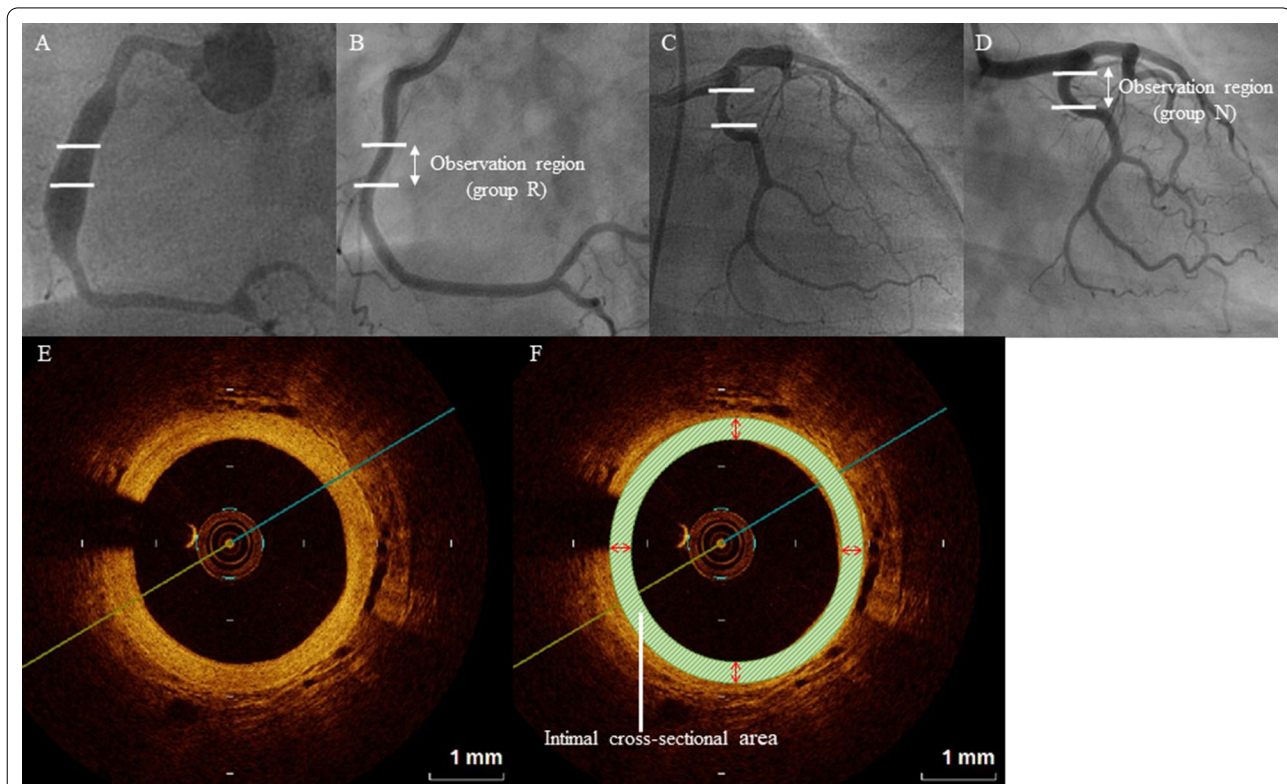 A
B
C
D
Observation region
(group R)
Observation region
(group N)
E
F
Intimal cross-sectional area
1 mm
1 mm